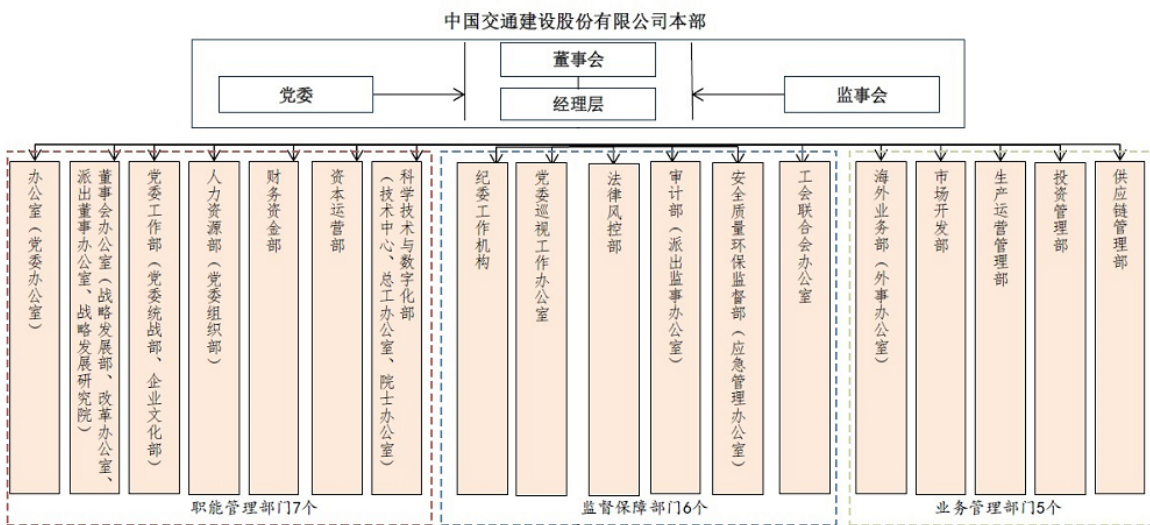 中国交通建设股份有限公司本部
董事会
党委
经理层
监事会
办公室（党委办公室）
董事会办公室（战略发展部、改革办公室、
派出董事办公室、战略发展研究院）
党委工作部（党委统战部、企业文化部）
人力资源部（党委组织部）
财务资金部
资本运营部
科学技术与数字化部
（技术中心、总工办公室、院士办公室）
纪委工作机构
党委巡视工作办公室
法律风控部
审计部（派出监事办公室）
安全质量环保监督部（应急管理办公室）
工会联合会办公室
海外业务部（外事办公室）
市场开发部
生产运营管理部
投资管理部
供应链管理部
职能管理部门7个
监督保障部门6个
业务管理部门5个